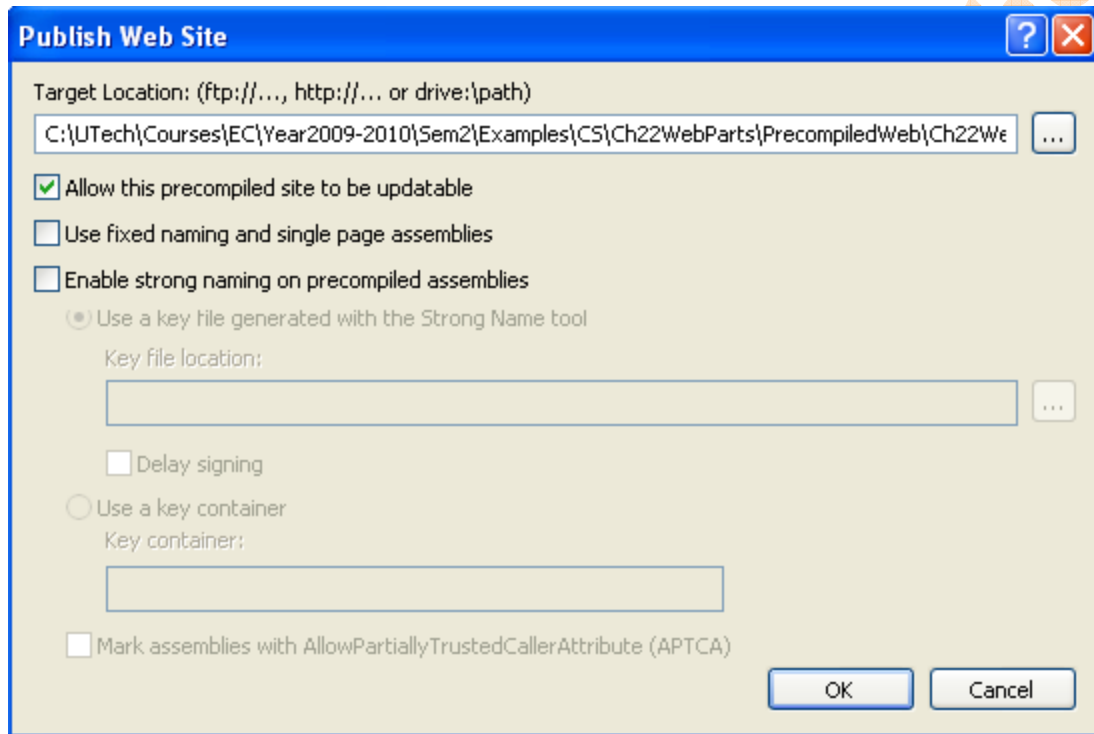 Publish Web Site
Target Location: (ftp://..., http://... or drive:\path)
C:\UTech\Courses\EC\Year2009-2010\Sem2\Examples\CS\Ch22WebParts\PrecompiledWeb\Ch22We
...
Allow this precompiled site to be updatable
Use fixed naming and single page assemblies
Enable strong naming on precompiled assemblies
Use a key file generated with the Strong Name tool
Key file location:
...
Delay signing
Use a key container
Key container:
Mark assemblies with AllowPartiallyTrustedCallerAttribute (APTCA)
OK Cancel